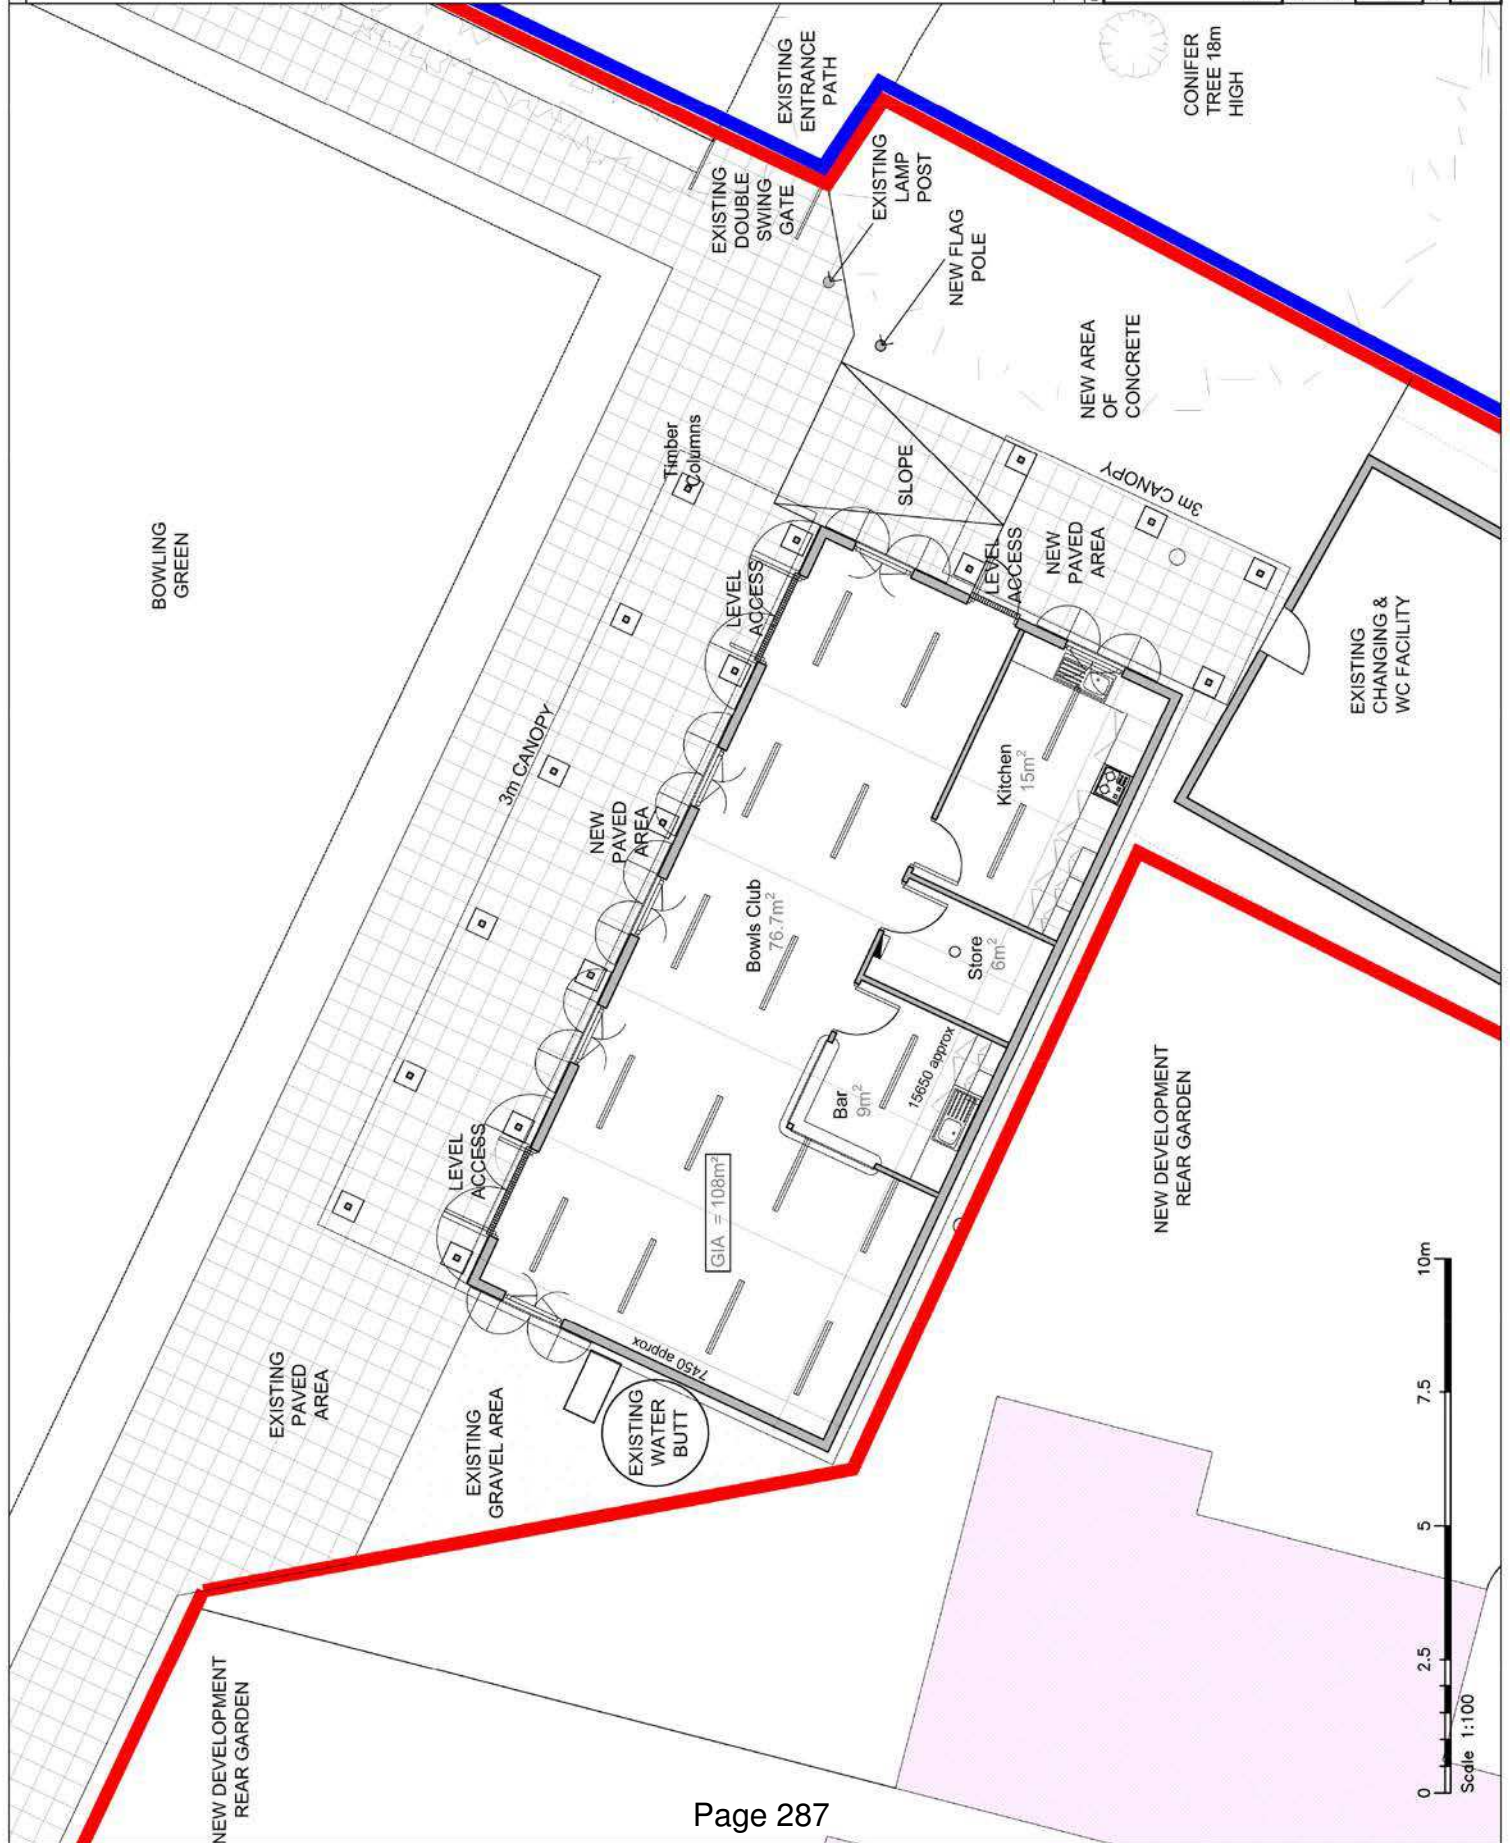 BOWLING
GREEN
EXISTING
ENTRANCE
PATH
CONIFER
TREE 18m
HIGH
EXISTING
DOUBLE
SWING
GATE
EXISTING
LAMP
POST
NEW FLAG
POLE
NEW AREA
OF
CONCRETE
Timber
Columns
SLOPE
3m CANOPY
LEVEL
ACCESS
NEW
PAVED
AREA
LEVEL
ACCESS
EXISTING
CHANGING &
WC FACILITY
3m CANOPY
NEW
PAVED
AREA
Kitchen
15m²
Bowls Club
76.7m²
Store
6m²
Bar
9m²
15650 approx
GIA = 108m²
LEVEL
ACCESS
7450 approx
EXISTING
PAVED
AREA
EXISTING
GRAVEL AREA
EXISTING
WATER
BUTT
NEW DEVELOPMENT
REAR GARDEN
NEW DEVELOPMENT
REAR GARDEN
0 2.5 5 7.5 10m
Scale 1:100
Page 287